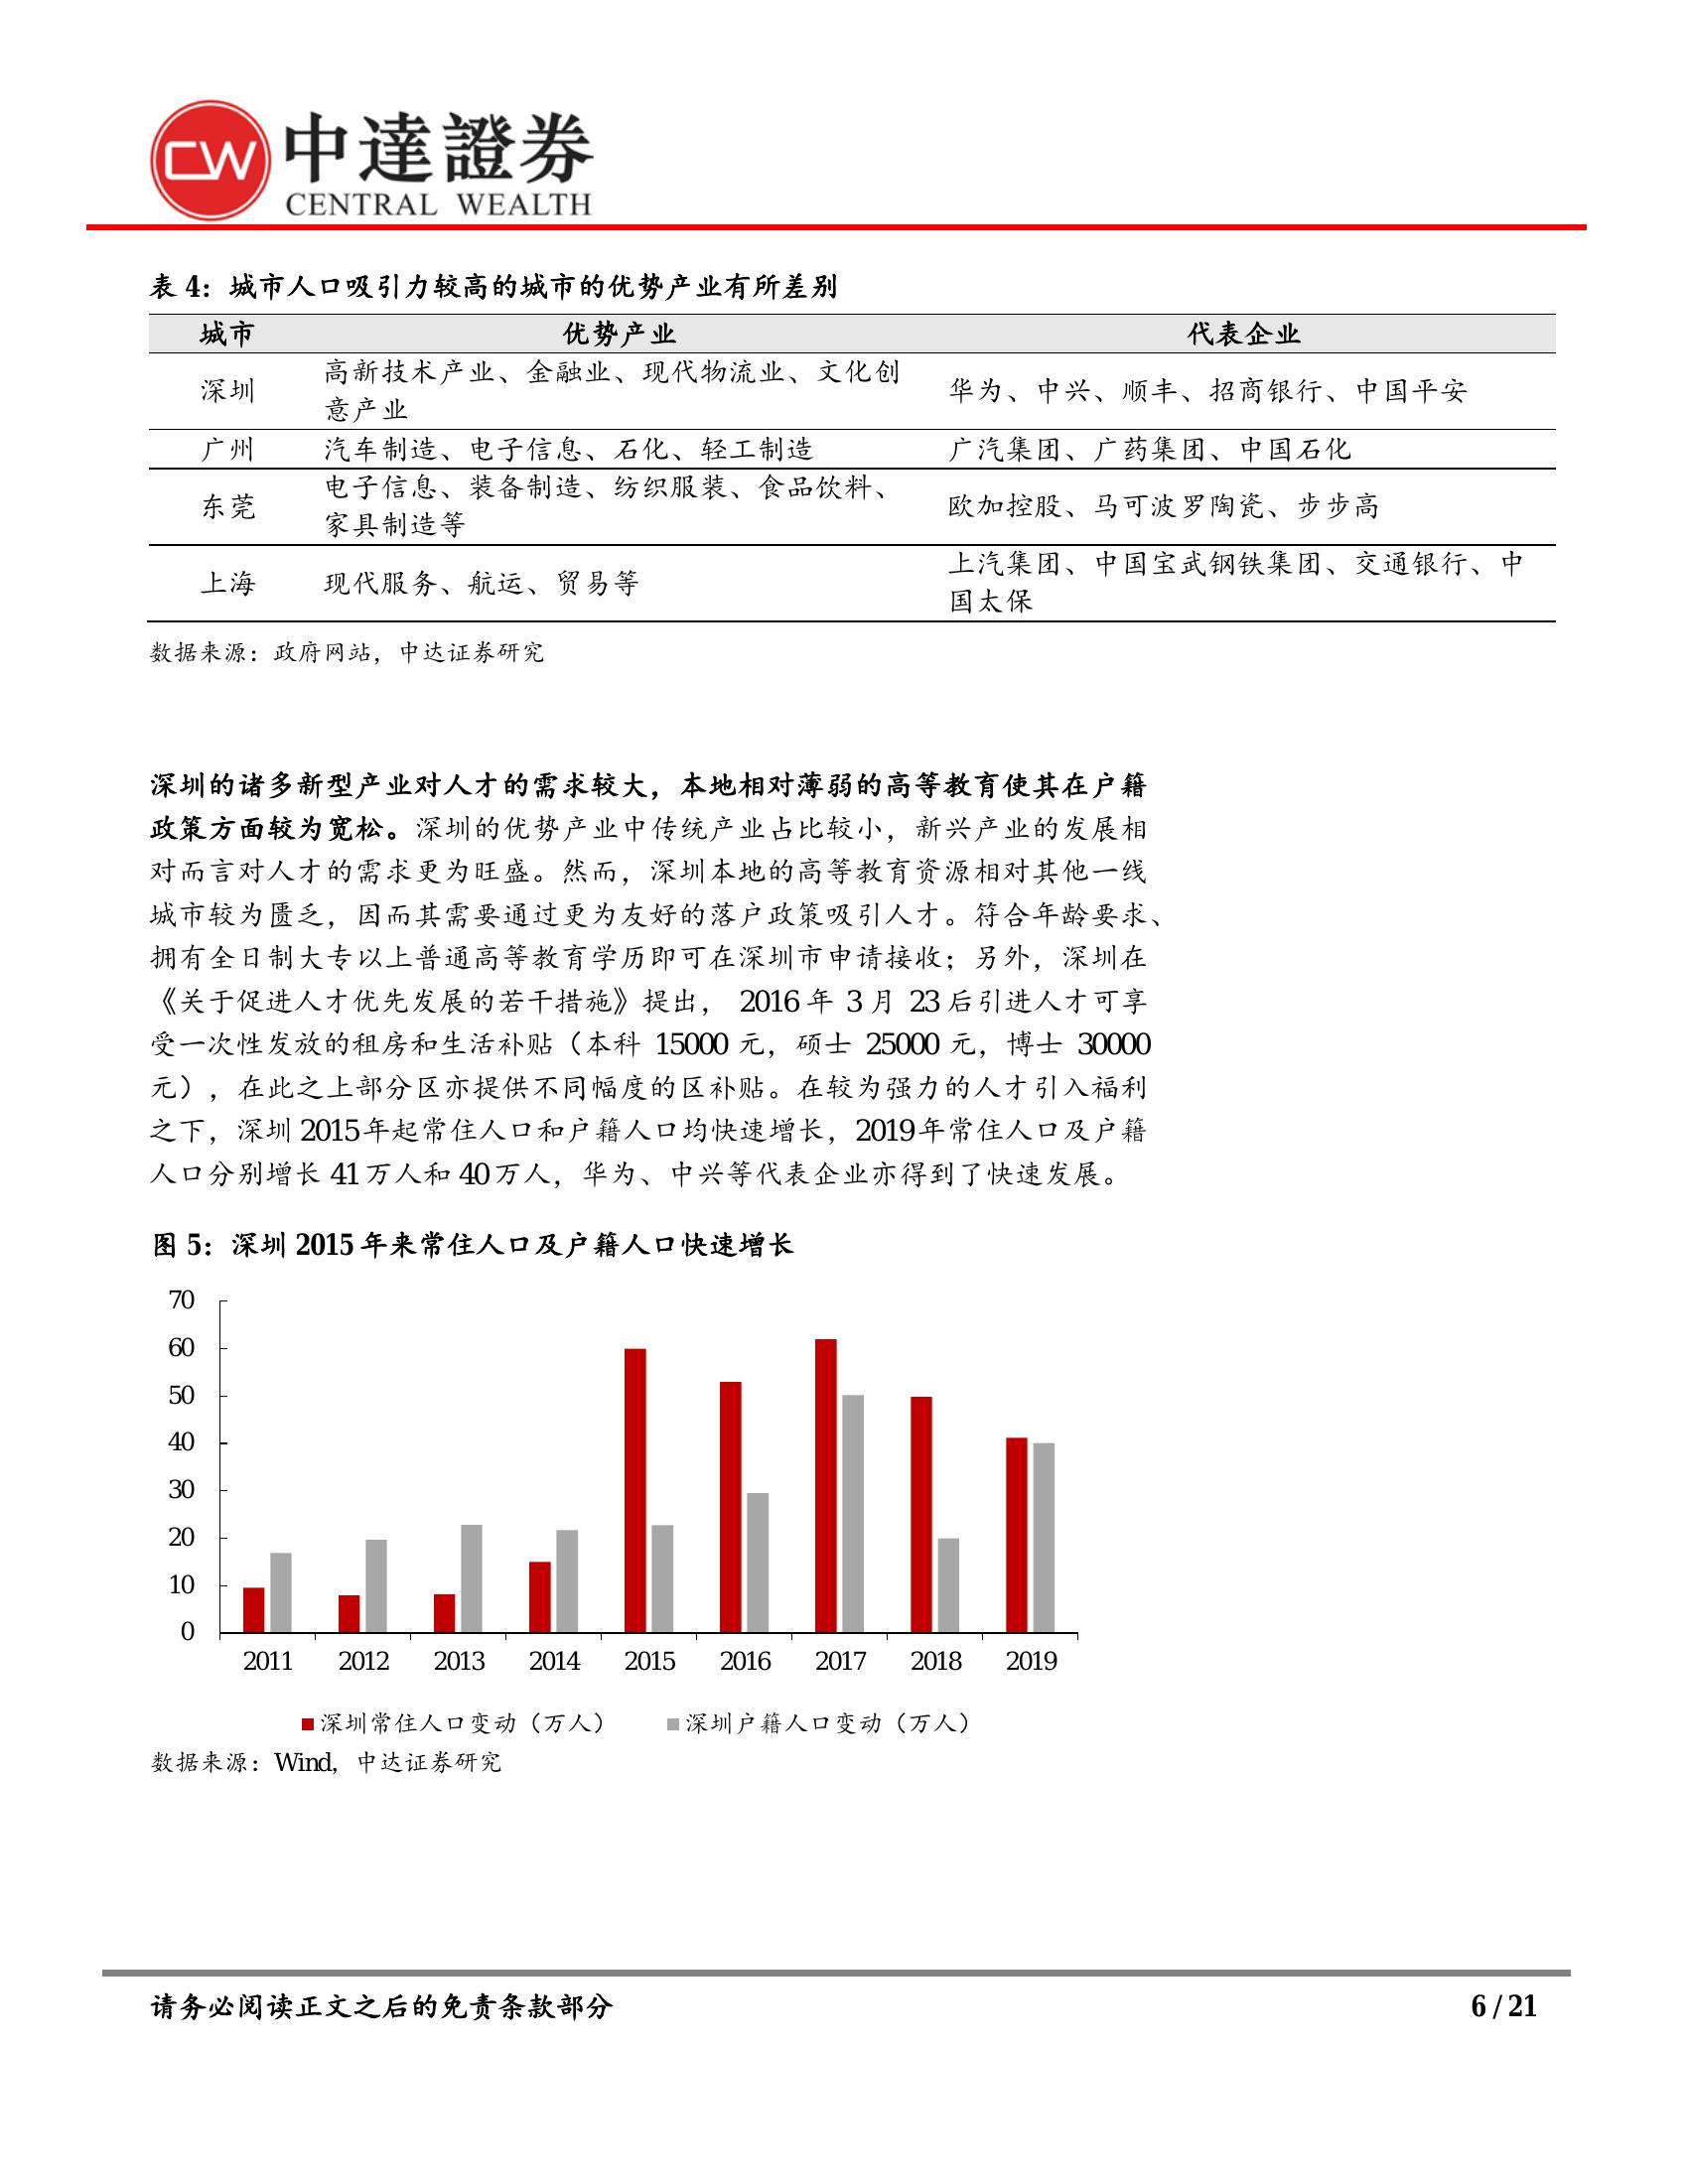 CW 中達證券
CENTRAL WEALTH
表 4：城市人口吸引力较高的城市的优势产业有所差别
城市 优势产业 代表企业
深圳 高新技术产业、金融业、现代物流业、文化创
意产业 华为、中兴、顺丰、招商银行、中国平安
广州 汽车制造、电子信息、石化、轻工制造 广汽集团、广药集团、中国石化
东莞 电子信息、装备制造、纺织服装、食品饮料、
家具制造等 欧加控股、马可波罗陶瓷、步步高
上海 现代服务、航运、贸易等 上汽集团、中国宝武钢铁集团、交通银行、中
国太保
数据来源：政府网站，中达证券研究
深圳的诸多新型产业对人才的需求较大，本地相对薄弱的高等教育使其在户籍
政策方面较为宽松。深圳的优势产业中传统产业占比较小，新兴产业的发展相
对而言对人才的需求更为旺盛。然而，深圳本地的高等教育资源相对其他一线
城市较为匮乏，因而其需要通过更为友好的落户政策吸引人才。符合年龄要求、
拥有全日制大专以上普通高等教育学历即可在深圳市申请接收；另外，深圳在
《关于促进人才优先发展的若干措施》提出， 2016 年 3 月 23 后引进人才可享
受一次性发放的租房和生活补贴（本科 15000 元，硕士 25000 元，博士 30000
元），在此之上部分区亦提供不同幅度的区补贴。在较为强力的人才引入福利
之下，深圳 2015 年起常住人口和户籍人口均快速增长，2019 年常住人口及户籍
人口分别增长 41 万人和 40 万人，华为、中兴等代表企业亦得到了快速发展。
图 5：深圳 2015 年来常住人口及户籍人口快速增长
70
60
50
40
30
20
10
0
2011 2012 2013 2014 2015 2016 2017 2018 2019
深圳常住人口变动（万人） 深圳户籍人口变动（万人）
数据来源：Wind，中达证券研究
请务必阅读正文之后的免责条款部分 6 / 21